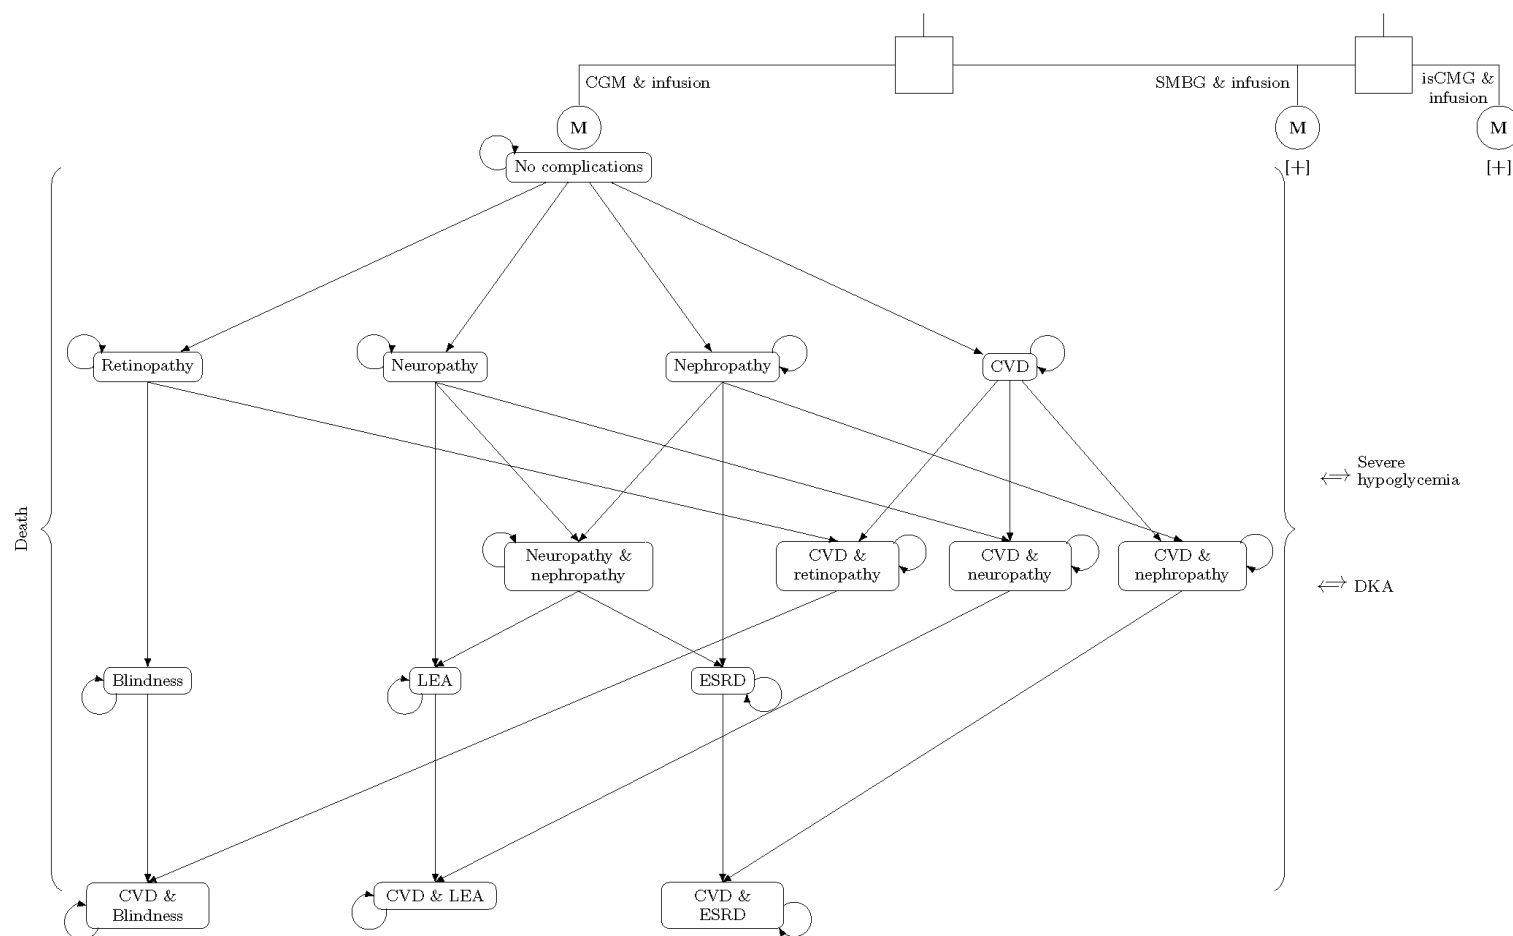 CGM & infusion
SMBG & infusion
isCMG &
infusion
M
M
M
[+]
[+]
No complications
Retinopathy
Neuropathy
Nephropathy
CVD
Severe
hypoglycemia
Death
Neuropathy &
nephropathy
CVD &
retinopathy
CVD &
neuropathy
CVD &
nephropathy
DKA
Blindness
LEA
ESRD
CVD &
Blindness
CVD & LEA
CVD &
ESRD